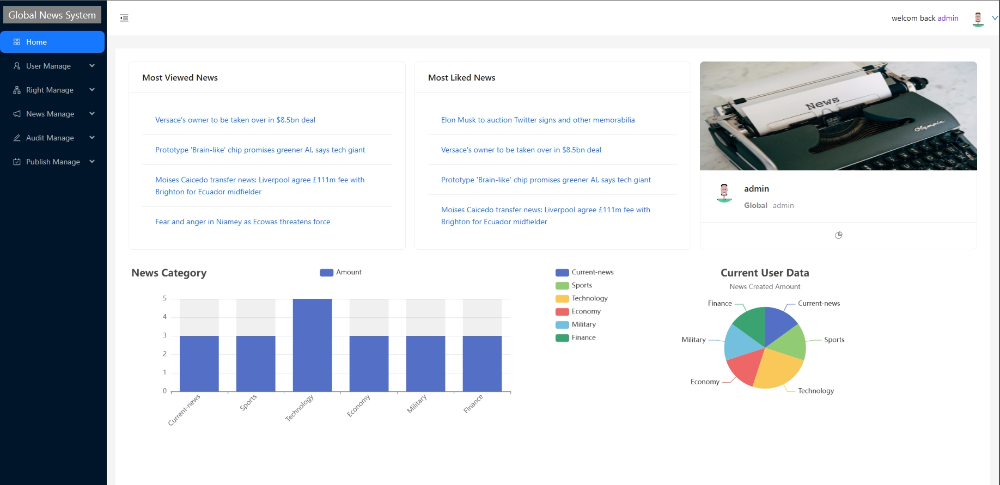 Global News System
welcom back admin
Home
User Manage
Right Manage
News Manage
Audit Manage
Publish Manage
Most Viewed News
Versace's owner to be taken over in $8.5bn deal
Prototype 'Brain-like' chip promises greener AI, says tech giant
Moises Caicedo transfer news: Liverpool agree £111m fee with
Brighton for Ecuador midfielder
Fear and anger in Niamey as Ecowas threatens force
Most Liked News
Elon Musk to auction Twitter signs and other memorabilia
Versace's owner to be taken over in $8.5bn deal
Prototype 'Brain-like' chip promises greener AI, says tech giant
Moises Caicedo transfer news: Liverpool agree £111m fee with
Brighton for Ecuador midfielder
News
Olympia
admin
Global admin
News Category
Amount
5
4
3
2
1
0
Current-news
Sports
Technology
Economy
Military
Finance
Current-news
Sports
Technology
Economy
Military
Finance
Current User Data
News Created Amount
Finance
Current-news
Military
Sports
Economy
Technology